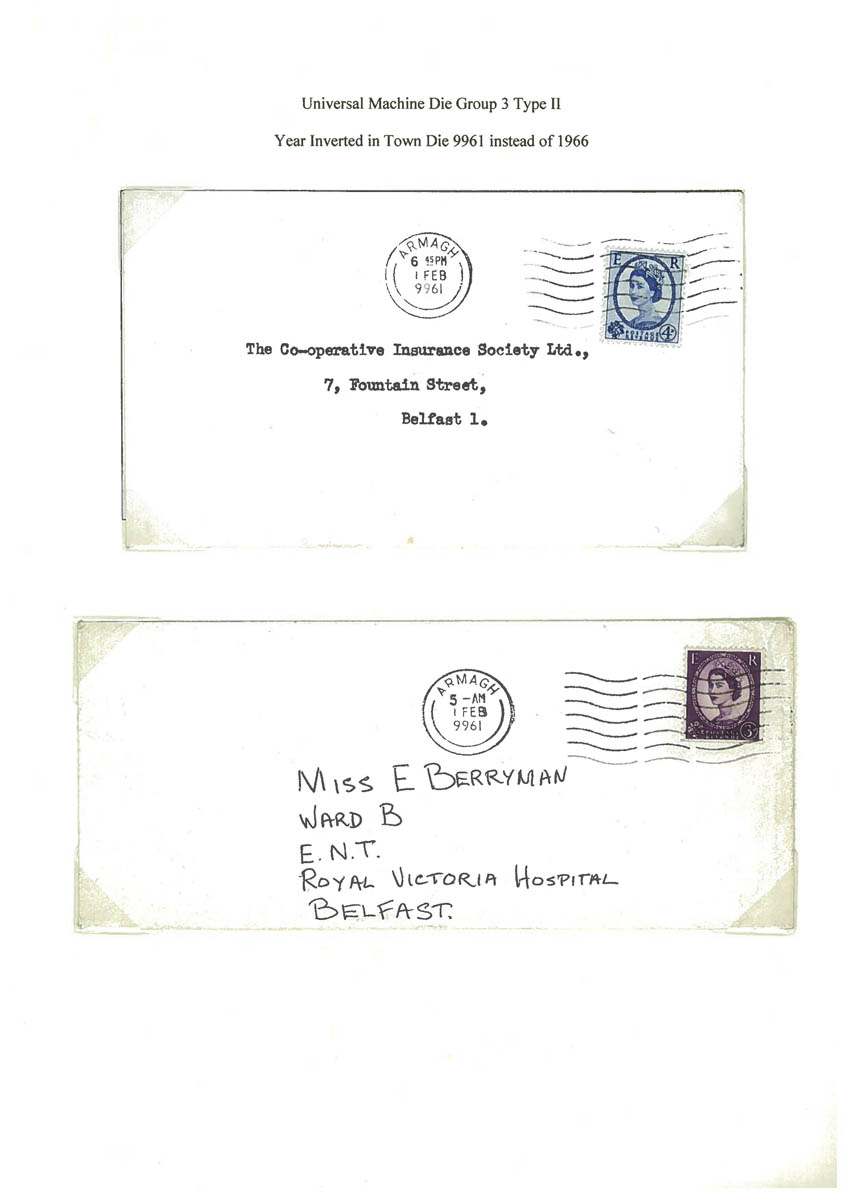 Universal Machine Die Group 3 Type II
Year Inverted in Town Die 9961 instead of 1966
ARMAGH
6 45PM
1 FEB
9961
E R
4D
The Co-operative Insurance Society Ltd.,
7, Fountain Street,
Belfast 1.
ARMAGH
5 -AM
1 FEB
9961
E R
3D
MISS E BERRYMAN
WARD B
E.N.T.
ROYAL VICTORIA HOSPITAL
BELFAST.